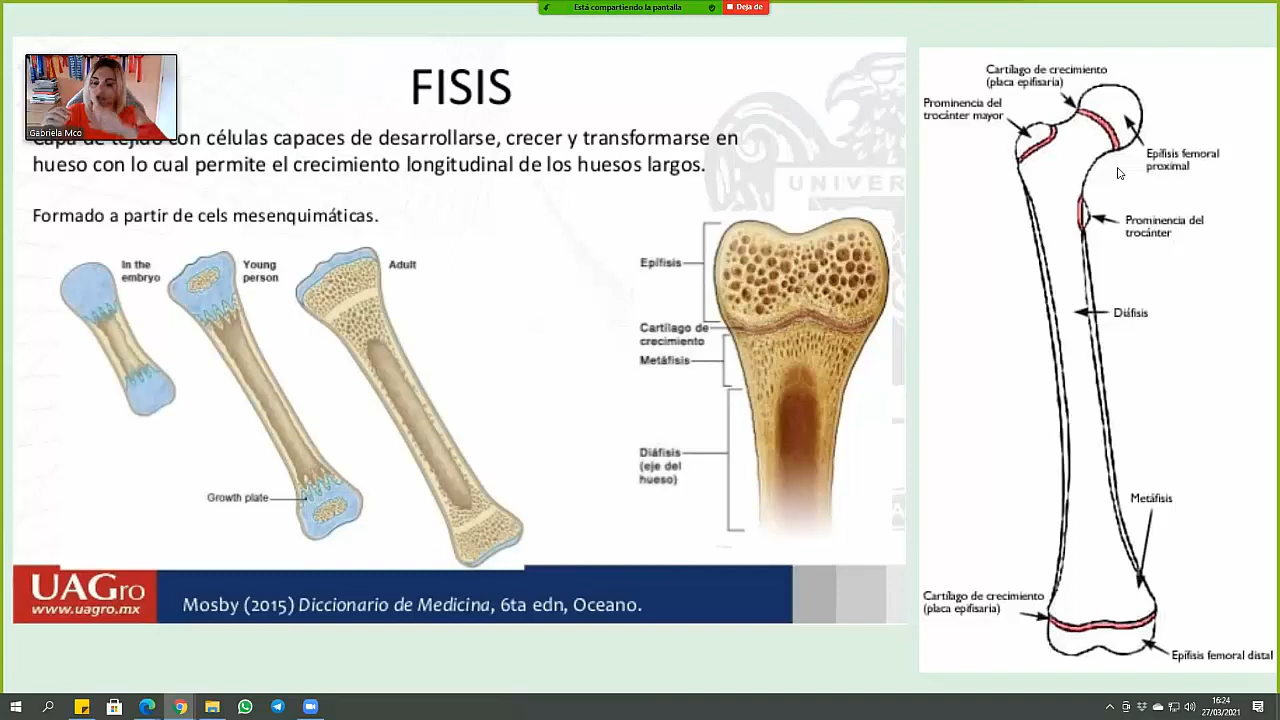 Está compartiendo la pantalla
Deja de
Gabriela Mco
FISIS
Capa de tejido con células capaces de desarrollarse, crecer y transformarse en
hueso con lo cual permite el crecimiento longitudinal de los huesos largos.
Formado a partir de cels mesenquimáticas.
UNIVER
In the
embryo
Young
person
Adult
Growth plate
Epífisis
Cartílago de
crecimiento
Metáfisis
Diáfisis
(eje del
hueso)
UAGro
www.uagro.mx
Mosby (2015) Diccionario de Medicina, 6ta edn, Oceano.
Cartílago de crecimiento
(placa epifisaria)
Prominencia del
trocánter mayor
Epífisis femoral
proximal
Prominencia del
trocánter
Diáfisis
Metáfisis
Cartílago de crecimiento
(placa epifisaria)
Epífisis femoral distal
16:24
27/03/2021